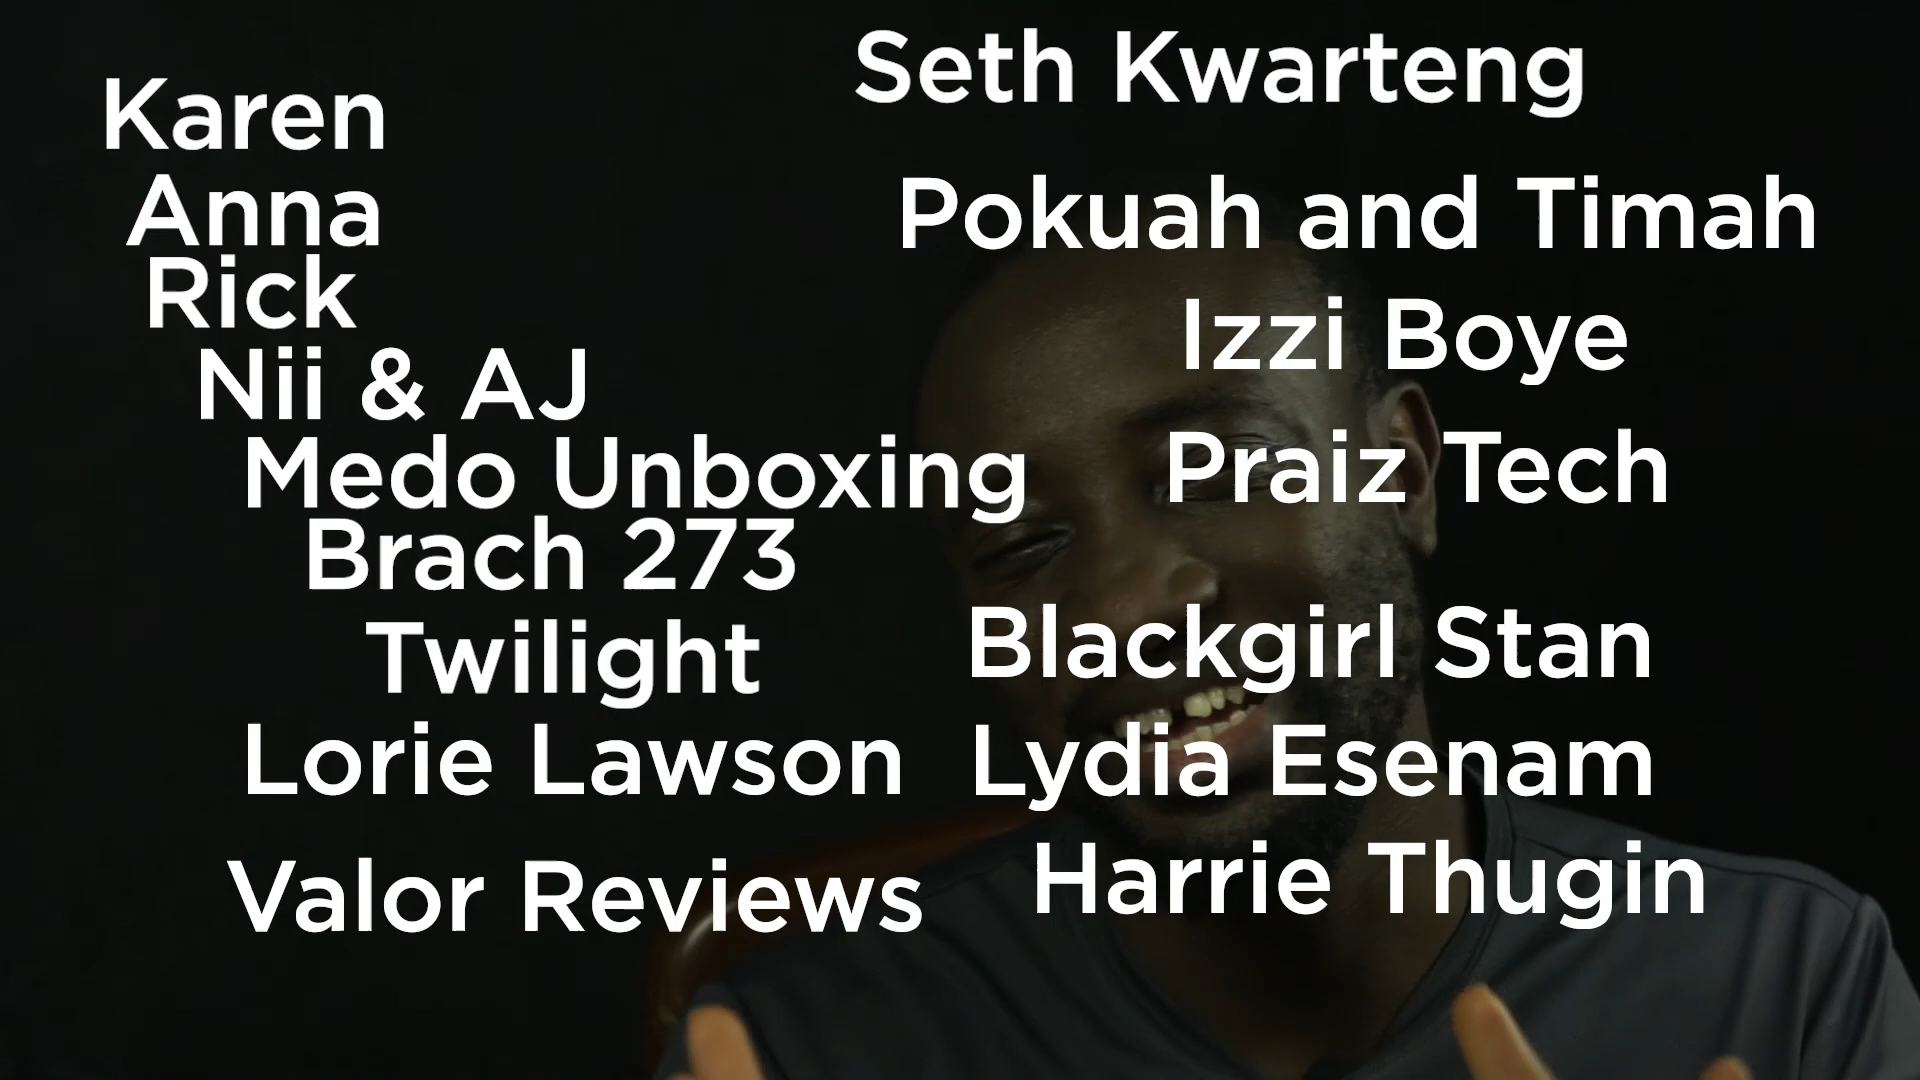 Karen
Anna
Rick
Nii & AJ
Medo Unboxing
Brach 273
Twilight
Lorie Lawson
Valor Reviews
Seth Kwarteng
Pokuah and Timah
Izzi Boye
Praiz Tech
Blackgirl Stan
Lydia Esenam
Harrie Thugin